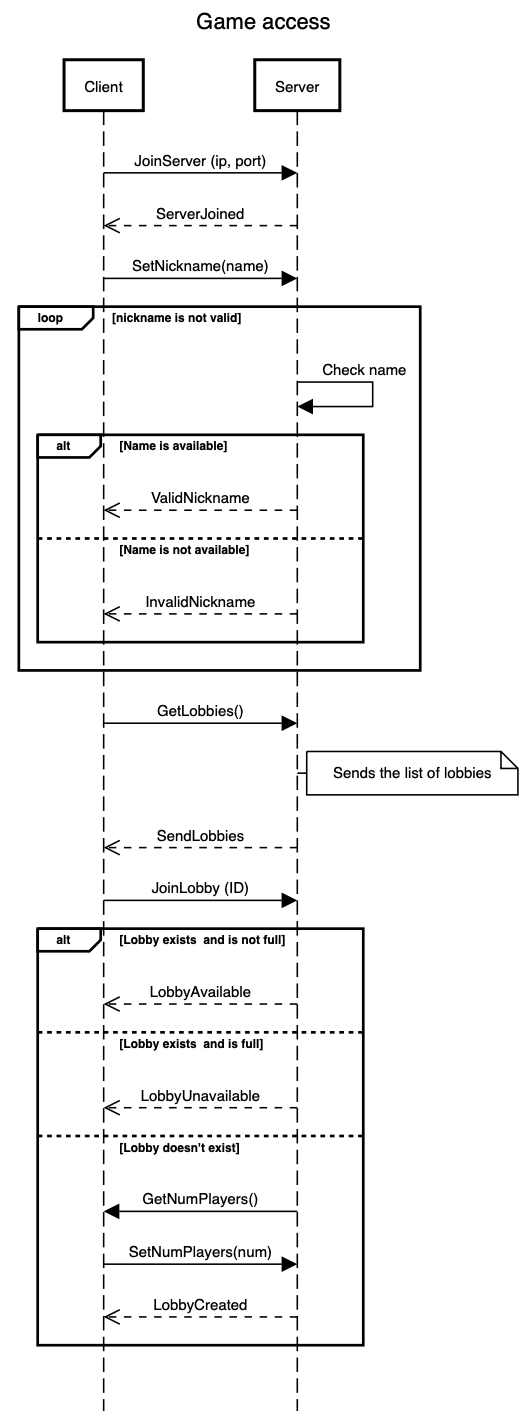 Game access
Client
Server
JoinServer (ip, port)
ServerJoined
SetNickname(name)
loop
[nickname is not valid]
Check name
alt
[Name is available]
ValidNickname
[Name is not available]
InvalidNickname
GetLobbies()
Sends the list of lobbies
SendLobbies
JoinLobby (ID)
alt
[Lobby exists  and is not full]
LobbyAvailable
[Lobby exists  and is full]
LobbyUnavailable
[Lobby doesn't exist]
GetNumPlayers()
SetNumPlayers(num)
LobbyCreated